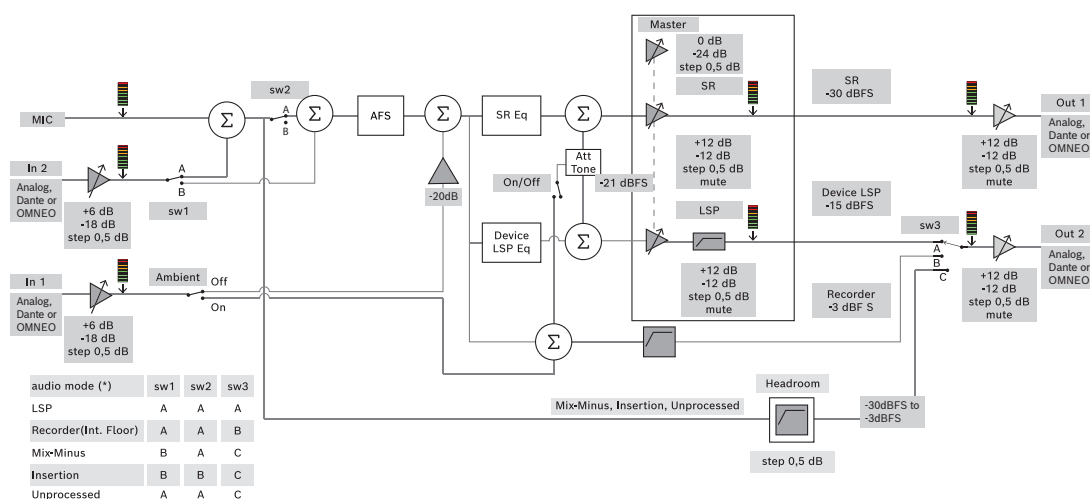 Master
0 dB
-24 dB
step 0,5 dB
SR
SR
-30 dBFS
sw2
A
B
MIC
Σ
Σ
AFS
Σ
SR Eq
Σ
Out 1
Analog,
Dante or
OMNEO
+12 dB
-12 dB
step 0,5 dB
mute
+12 dB
-12 dB
step 0,5 dB
mute
In 2
Analog,
Dante or
OMNEO
+6 dB
-18 dB
step 0,5 dB
A
B
sw1
-20dB
On/Off
Att
Tone
-21 dBFS
Device LSP
-15 dBFS
LSP
Device
LSP Eq
Σ
sw3
A
B
C
Out 2
Analog,
Dante or
OMNEO
+12 dB
-12 dB
step 0,5 dB
mute
+12 dB
-12 dB
step 0,5 dB
mute
In 1
Analog,
Dante or
OMNEO
+6 dB
-18 dB
step 0,5 dB
Ambient
Off
On
Recorder
-3 dBF S
Σ
audio mode (*) sw1 sw2 sw3
LSP A A A
Recorder(Int. Floor) A A B
Mix-Minus B A C
Insertion B B C
Unprocessed A A C
Mix-Minus, Insertion, Unprocessed
Headroom
step 0,5 dB
-30dBFS to
-3dBFS